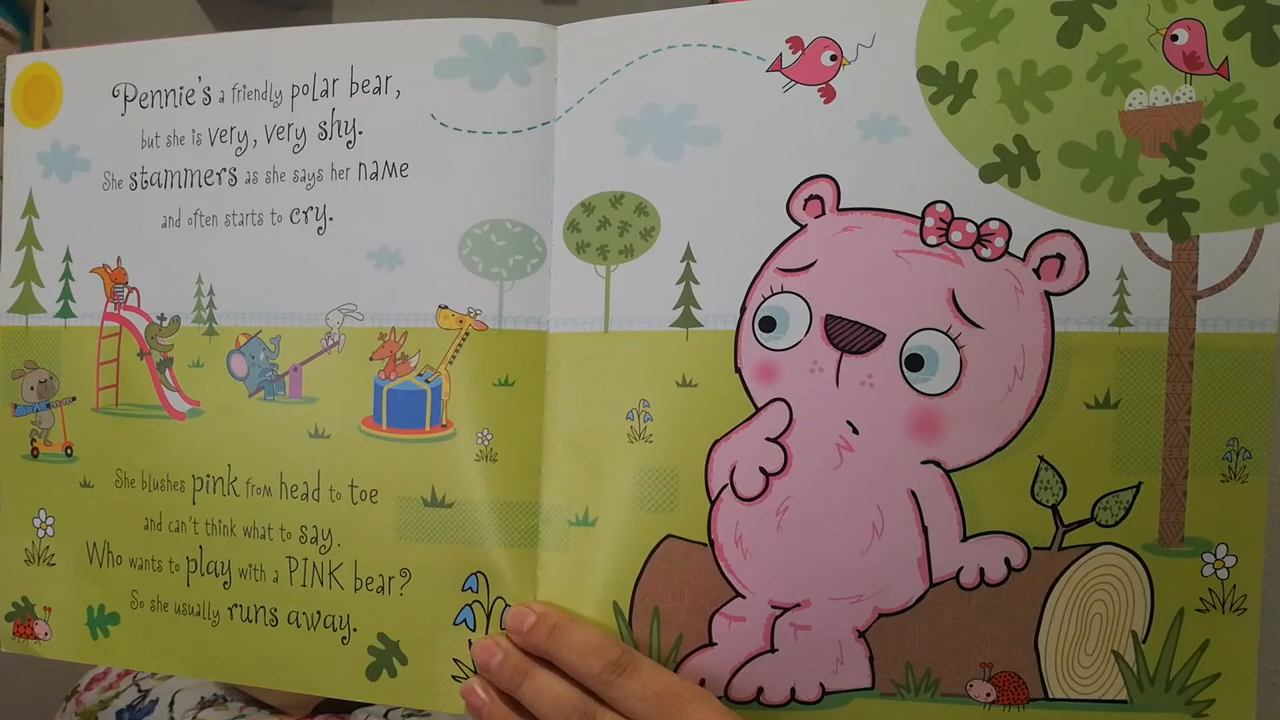 Pennie's a friendly polar bear,
but she is very, very shy.
She stammers as she says her name
and often starts to cry.
She blushes pink from head to toe
and can't think what to say.
Who wants to play with a PINK bear?
So she usually runs away.